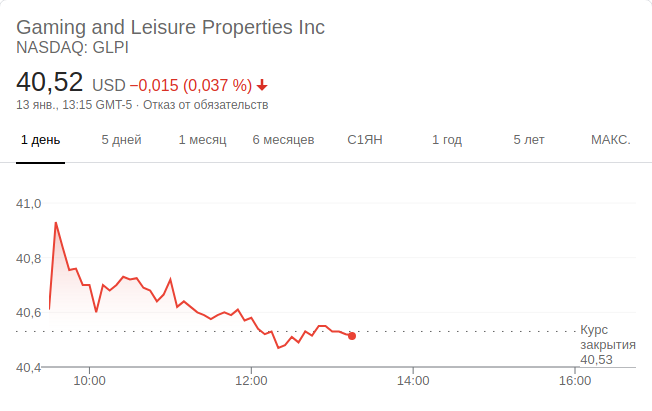 Gaming and Leisure Properties Inc
NASDAQ: GLPI
40,52 USD −0,015 (0,037 %)
13 янв., 13:15 GMT-5 · Отказ от обязательств
1 день 5 дней 1 месяц 6 месяцев С1ЯН 1 год 5 лет МАКС.
41,0
40,8
40,6
Курс
закрытия
40,53
40,4
10:00 12:00 14:00 16:00